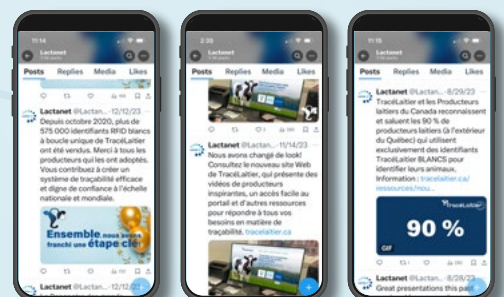 11:14
Lactanet
Posts Replies Media Likes
Lactanet @Lactan... · 12/12/23
Depuis octobre 2020, plus de
575 000 identifiants RFID blancs
à boucle unique de TracéLaitier
ont été vendus. Merci à tous les
producteurs qui les ont adoptés.
Vous contribuez à créer un
système de traçabilité efficace
et digne de confiance à l'échelle
nationale et mondiale.
Ensemble, nous avons
franchi une étape clé!
Lactanet @Lactan... · 12/12/23
2:39
Lactanet
Posts Replies Media Likes
Lactanet @Lactan... · 11/14/23
Nous avons changé de look!
Consultez le nouveau site Web
de TracéLaitier, qui présente des
vidéos de producteurs
inspirantes, un accès facile au
portail et d'autres ressources
pour répondre à tous vos
besoins en matière de
traçabilité. tracelaitier.ca
11:15
Lactanet
Posts Replies Media Likes
Lactanet @Lactan... · 8/29/23
TracéLaitier et les Producteurs
laitiers du Canada reconnaissent
et saluent les 90 % de
producteurs laitiers (à l'extérieur
du Québec) qui utilisent
exclusivement des identifiants
TracéLaitier BLANCS pour
identifier leurs animaux.
Information : tracelaitier.ca/
ressources/nou...
TracéLaitier
90 %
GIF
Lactanet @Lactan... · 8/28/23
Great presentations this past